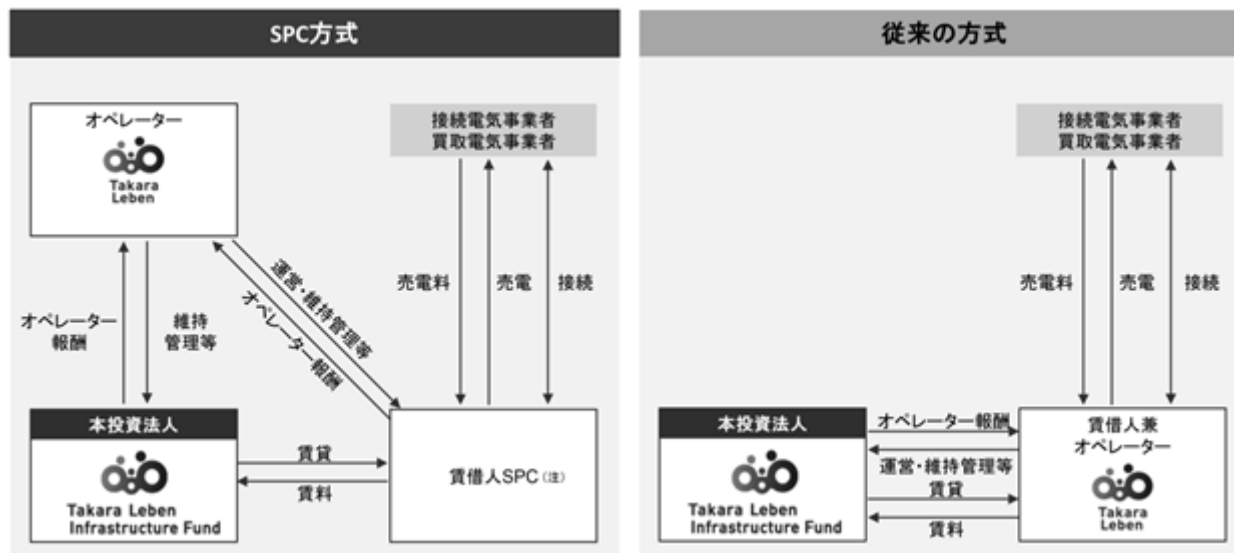 SPC方式
オペレーター
Takara
Leben
接続電気事業者
買取電気事業者
運営・維持管理等
オペレーター報酬
売電料
売電
接続
オペレーター
報酬
維持
管理等
本投資法人
Takara Leben
Infrastructure Fund
賃貸
賃料
賃借人SPC(注)
従来の方式
接続電気事業者
買取電気事業者
売電料
売電
接続
本投資法人
Takara Leben
Infrastructure Fund
オペレーター報酬
運営・維持管理等
賃貸
賃料
賃借人兼
オペレーター
Takara
Leben